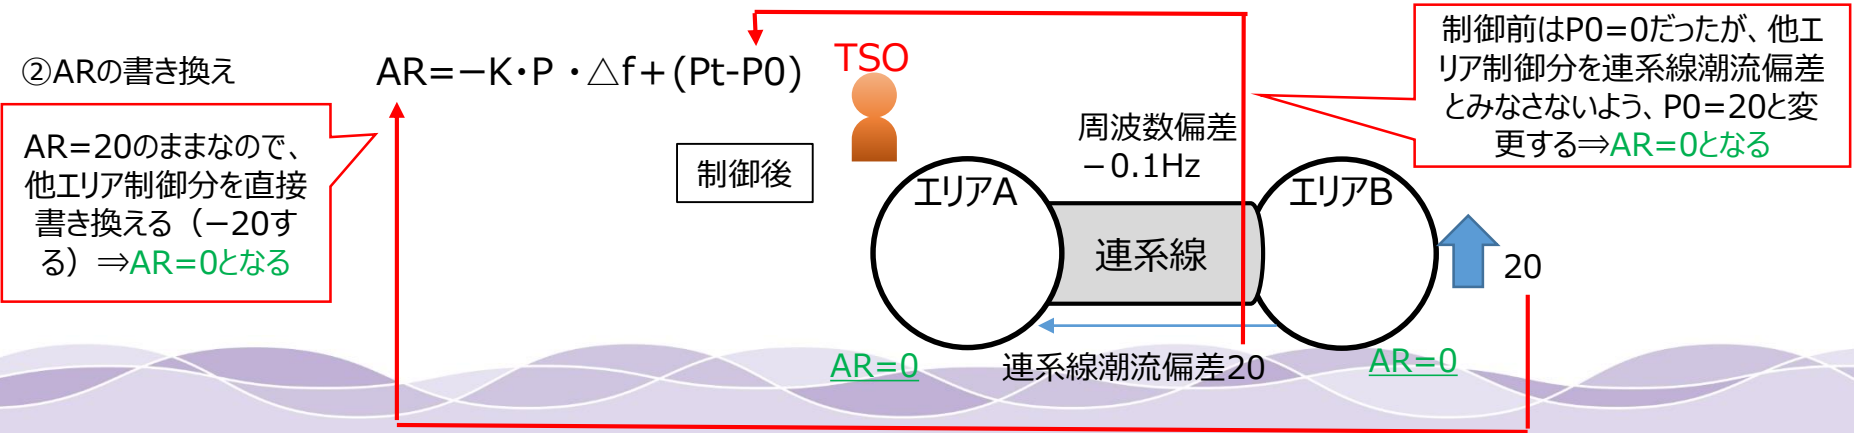 ②ARの書き換え
AR=-K・P・△f+(Pt-P0)
TSO
AR=20のままなので、
他エリア制御分を直接
書き換える（-20す
る）⇒AR=0となる
制御前はP0=0だったが、他エ
リア制御分を連系線潮流偏差
とみなさないよう、P0=20と変
更する⇒AR=0となる
制御後
周波数偏差
-0.1Hz
エリアA
連系線
エリアB
20
AR=0
連系線潮流偏差20
AR=0